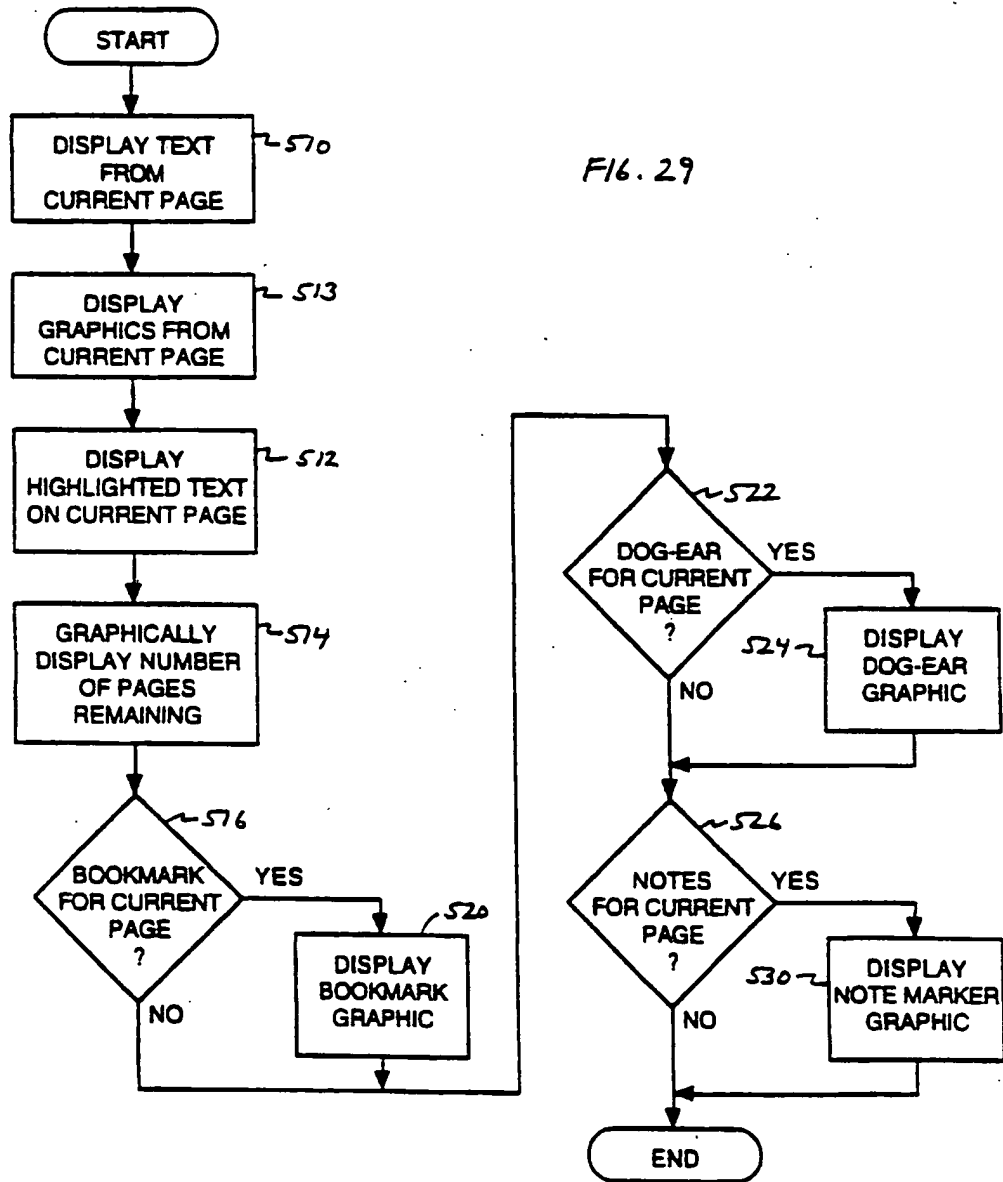 START
DISPLAY TEXT
FROM
CURRENT PAGE
510
FIG. 29
DISPLAY
GRAPHICS FROM
CURRENT PAGE
513
DISPLAY
HIGHLIGHTED TEXT
ON CURRENT PAGE
512
GRAPHICALLY
DISPLAY NUMBER
OF PAGES
REMAINING
514
BOOKMARK
FOR CURRENT
PAGE
?
516
YES
NO
520
DISPLAY
BOOKMARK
GRAPHIC
522
DOG-EAR
FOR CURRENT
PAGE
?
YES
NO
524
DISPLAY
DOG-EAR
GRAPHIC
526
NOTES
FOR CURRENT
PAGE
?
YES
NO
530
DISPLAY
NOTE MARKER
GRAPHIC
END